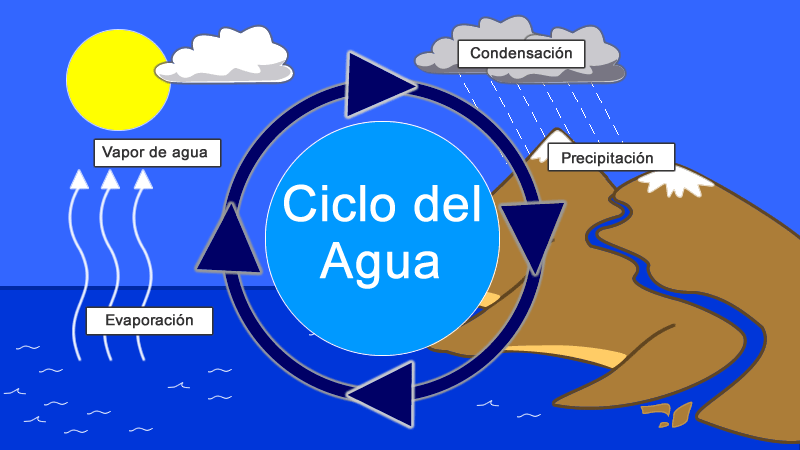 Condensación
Vapor de agua
Precipitación
Ciclo del
Agua
Evaporación